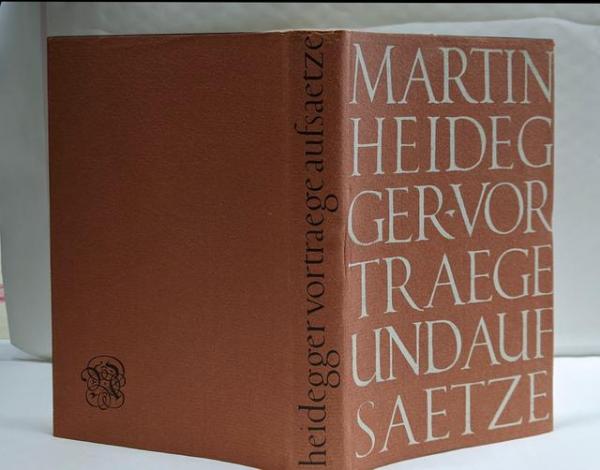 heidegger vortraege aufsaetze
MARTIN
HEIDEG
GER·VOR
TRAEGE
UNDAUF
SAETZE